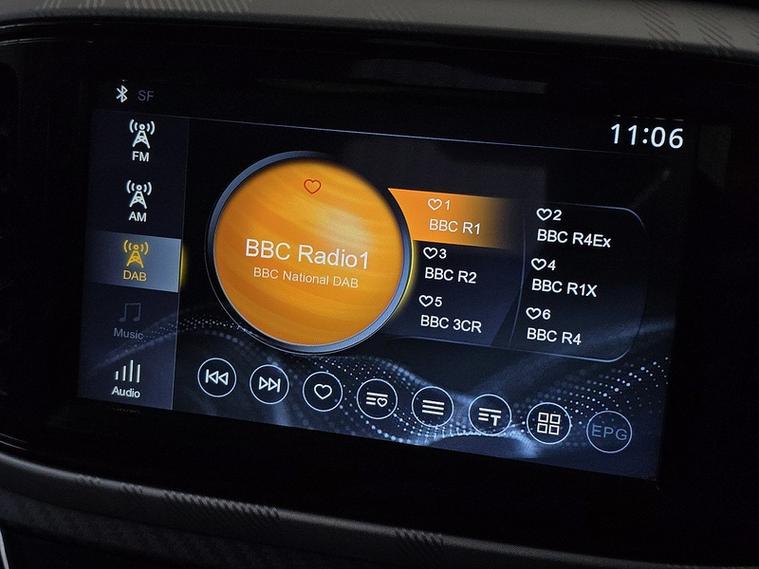 SF
11:06
FM
AM
DAB
Music
Audio
BBC Radio1
BBC National DAB
1
BBC R1
2
BBC R4Ex
3
BBC R2
4
BBC R1X
5
BBC 3CR
6
BBC R4
T
EPG